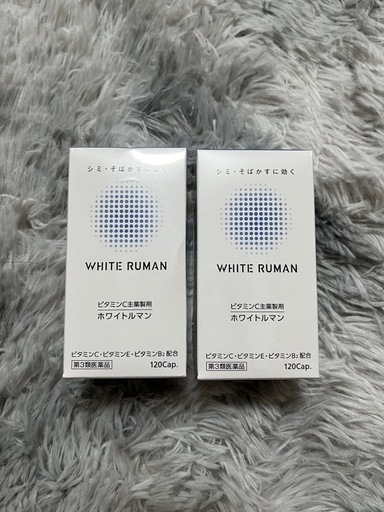 シミ・そばかすに効く
WHITE RUMAN
ビタミンC主薬製剤
ホワイトルマン
ビタミンC・ビタミンE・ビタミンB₂ 配合
第3類医薬品
120Cap.
シミ・そばかすに効く
WHITE RUMAN
ビタミンC主薬製剤
ホワイトルマン
ビタミンC・ビタミンE・ビタミンB₂ 配合
第3類医薬品
120Cap.